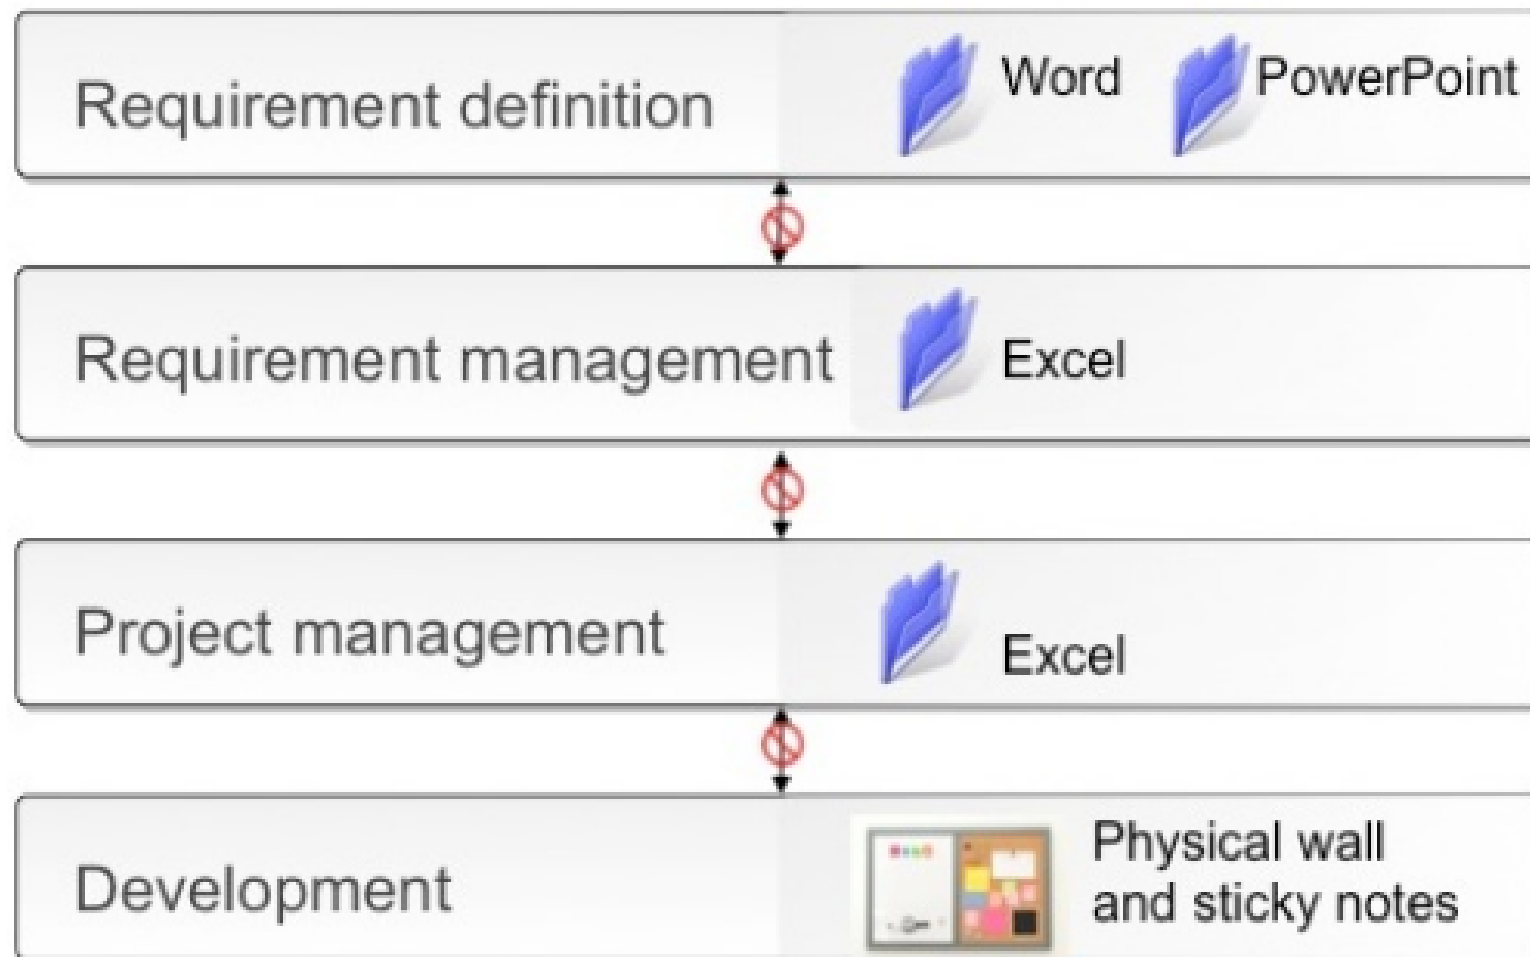 Requirement definition
Word
PowerPoint
Requirement management
Excel
Project management
Excel
Development
Physical wall
and sticky notes